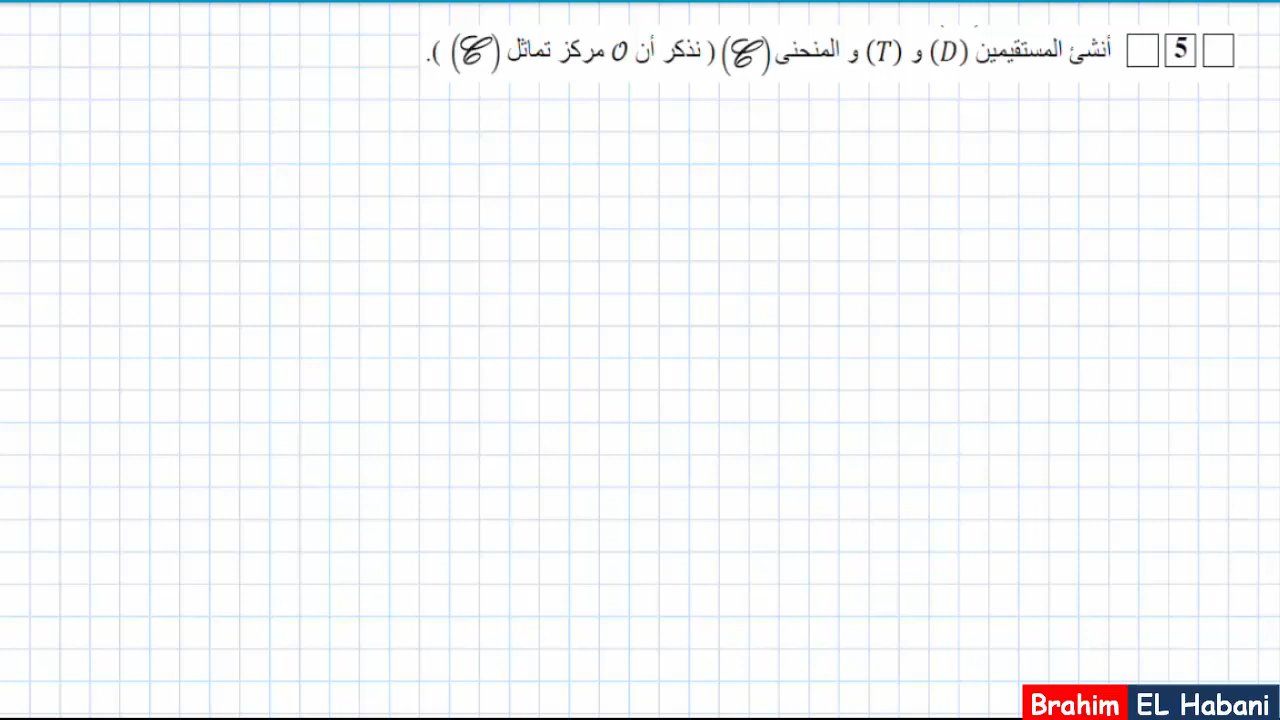 5 أنشئ المستقيمين (D) و (T) و المنحنى (𝒞) ( نذكر أن O مركز تماثل (𝒞) ).
Brahim EL Habani